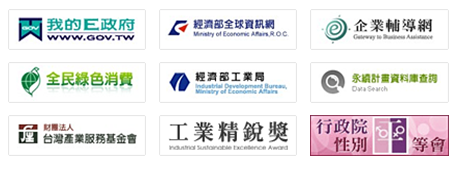 我的E政府
GOV
WWW.GOV.TW
經濟部全球資訊網
Ministry of Economic Affairs,R.O.C.
企業輔導網
Gateway to Business Assistance
全民綠色消費
經濟部工業局
Industrial Development Bureau,
Ministry of Economic Affairs
永續計畫資料庫查詢
Data Search
財團法人
台灣產業服務基金會
工業精銳獎
Industrial Sustainable Excellence Award
行政院
性別
等會